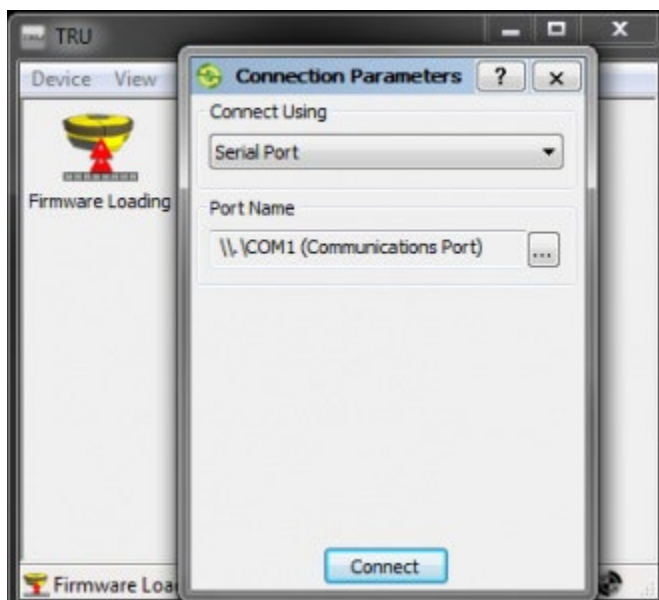 TRU
Device View
Connection Parameters
Connect Using
Serial Port
Firmware Loading
Port Name
\\.\COM1 (Communications Port)
...
Connect
Firmware Loa